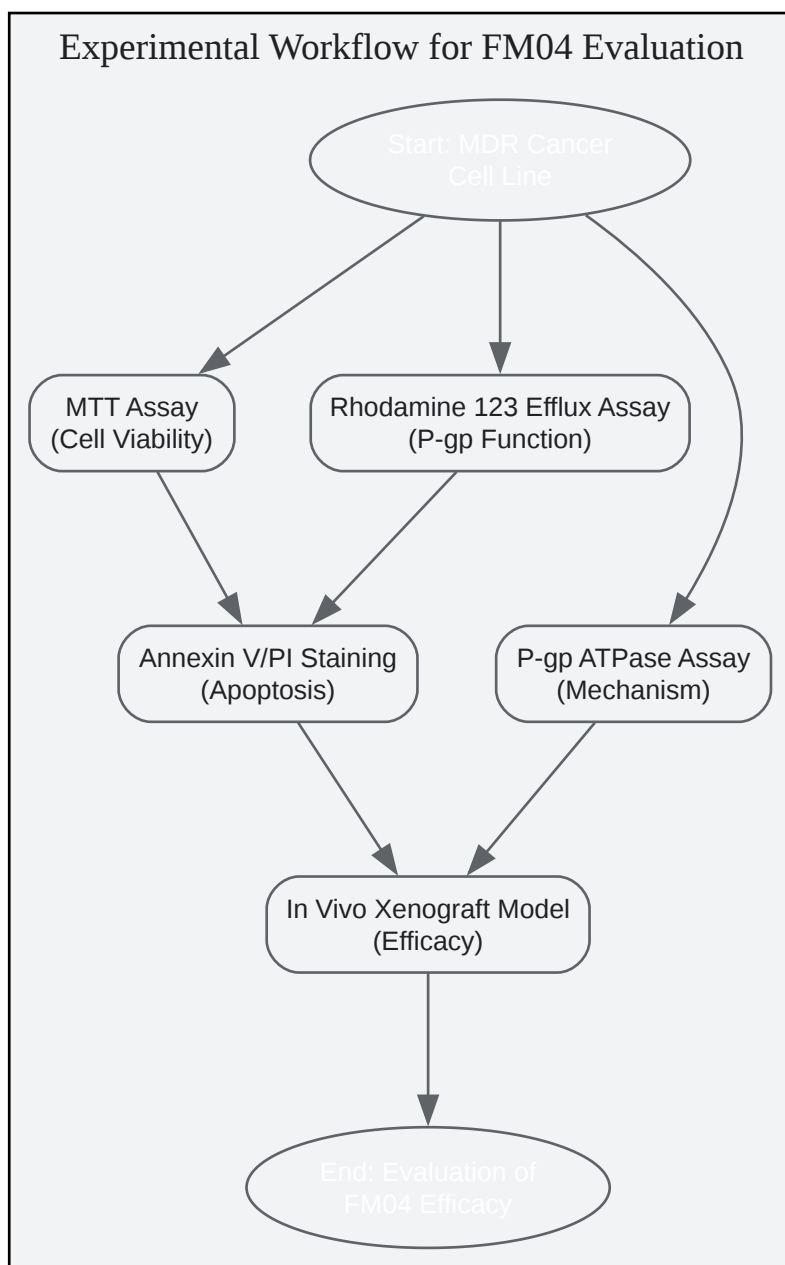 Experimental Workflow for FM04 Evaluation
Start: MDR Cancer
Cell Line
MTT Assay
(Cell Viability)
Rhodamine 123 Efflux Assay
(P-gp Function)
Annexin V/PI Staining
(Apoptosis)
P-gp ATPase Assay
(Mechanism)
In Vivo Xenograft Model
(Efficacy)
End: Evaluation of
FM04 Efficacy